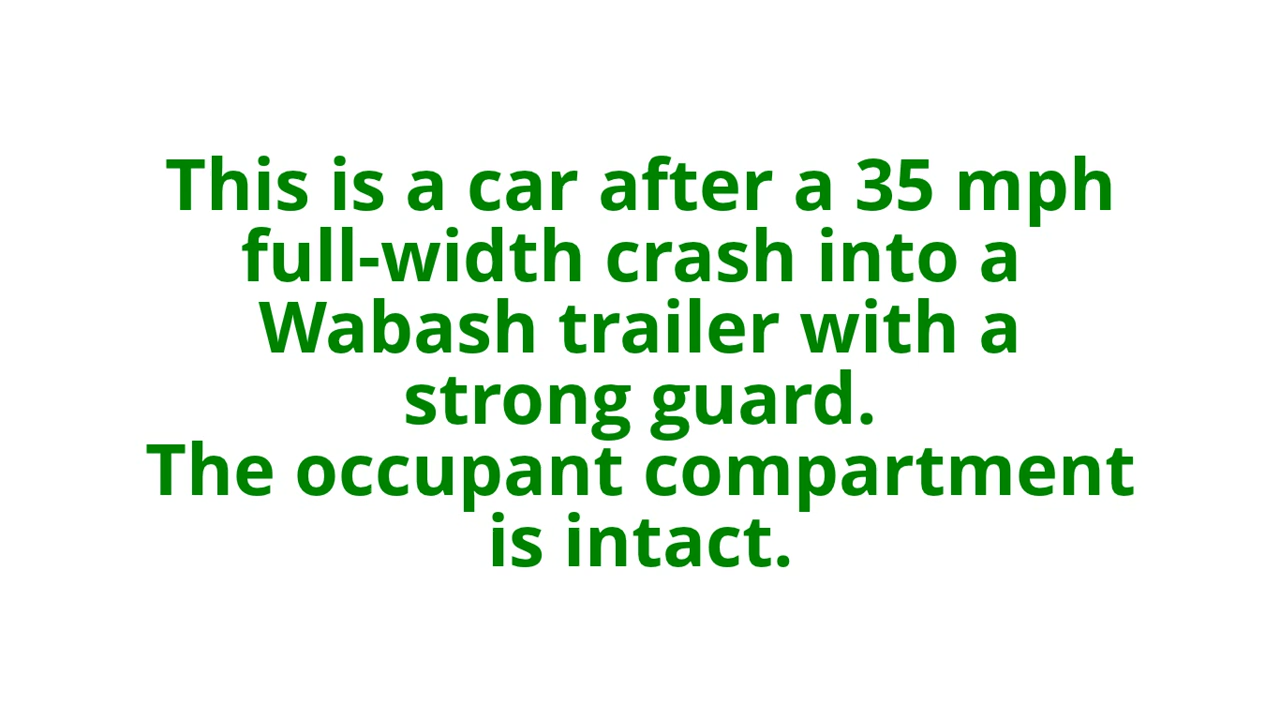 This is a car after a 35 mph
full-width crash into a
Wabash trailer with a
strong guard.
The occupant compartment
is intact.